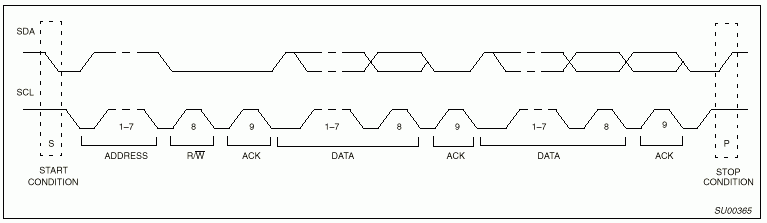 SDA
SCL
1–7 8 9 1–7 8 9 1–7 8 9
S P
ADDRESS R/W̅ ACK DATA ACK DATA ACK
START
CONDITION
STOP
CONDITION
SU00365